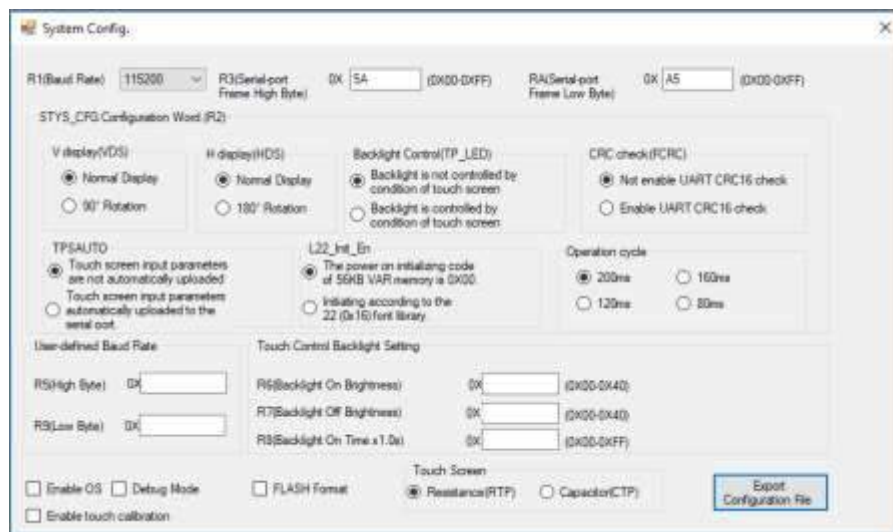 System Config.
R1(Baud Rate) 115200 R3(Serial-port Frame High Byte) 0X 5A (0X00-0XFF) RA(Serial-port Frame Low Byte) 0X A5 (0X00-0XFF)
STYS_CFG Configuration Word (R2)
V display(VDS)
Normal Display
90° Rotation
H display(HDS)
Normal Display
180° Rotation
Backlight Control(TP_LED)
Backlight is not controlled by
condition of touch screen
Backlight is controlled by
condition of touch screen
CRC check(FCRC)
Not enable UART CRC16 check
Enable UART CRC16 check
TPSAUTO
Touch screen input parameters
are not automatically uploaded
Touch screen input parameters
automatically uploaded to the
serial port.
L22_Init_En
The power on initializing code
of 56KB VAR memory is 0X00.
Initiating according to the
22 (0x16) font library
Operation cycle
200ms
160ms
120ms
80ms
User-defined Baud Rate
R5(High Byte) 0X
R9(Low Byte) 0X
Touch Control Backlight Setting
R6(Backlight On Brightness) 0X (0X00-0X40)
R7(Backlight Off Brightness) 0X (0X00-0X40)
R8(Backlight On Time x1.0s) 0X (0X00-0XFF)
Enable OS
Debug Mode
FLASH Format
Enable touch calibration
Touch Screen
Resistance(RTP)
Capacitor(CTP)
Export
Configuration File